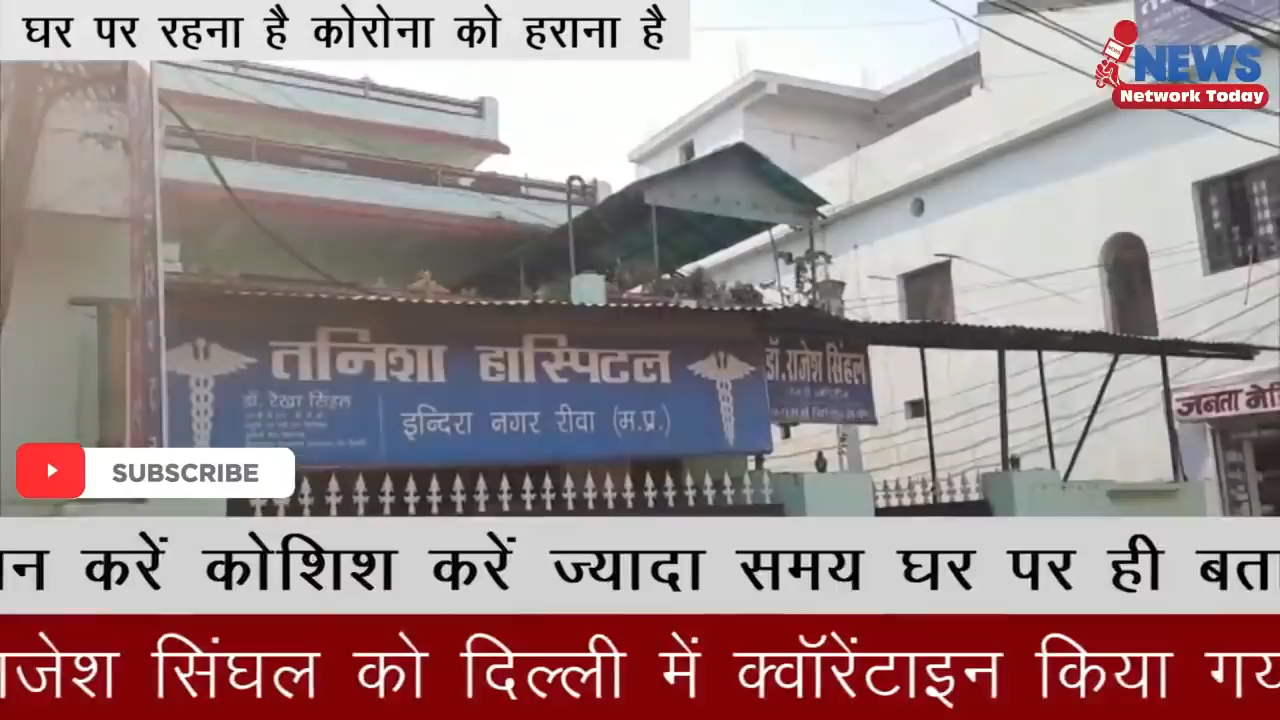 घर पर रहना है कोरोना को हराना है
NEWS
Network Today
तनिशा हास्पिटल
डॉ. रेखा सिंहल
इन्दिरा नगर रीवा (म.प्र.)
डॉ.राजेश सिंहल
जनता मेडि
SUBSCRIBE
न करें कोशिश करें ज्यादा समय घर पर ही बत
ाजेश सिंघल को दिल्ली में क्वॉरेंटाइन किया गय